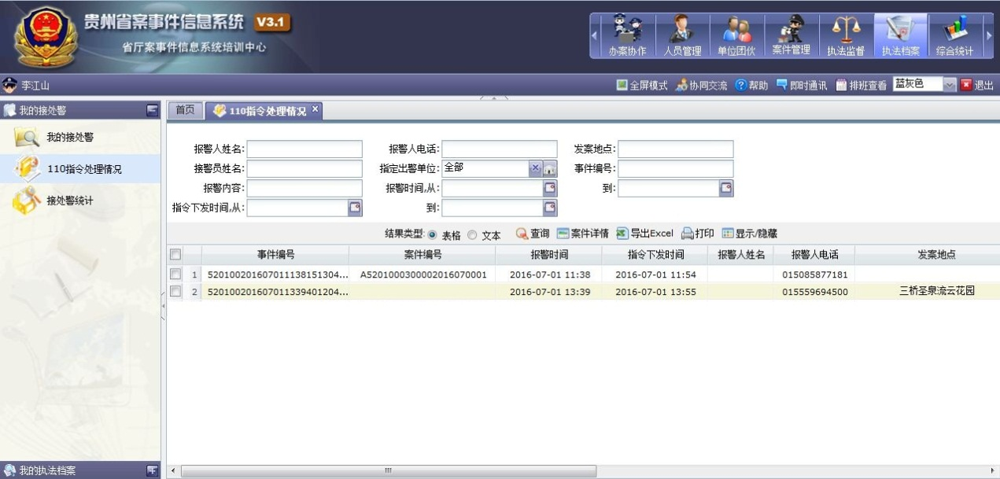 贵州省案事件信息系统 V3.1
省厅案事件信息系统培训中心
办案协作 人员管理 单位团伙 案件管理 执法监督 执法档案 综合统计
李江山
全屏模式 协同交流 帮助 即时通讯 排班查看 蓝灰色 退出
我的接处警
首页 110指令处理情况
我的接处警
110指令处理情况
接处警统计
报警人姓名: 报警人电话: 发案地点:
接警员姓名: 指定出警单位: 全部 事件编号:
报警内容: 报警时间,从: 到:
指令下发时间,从: 到:
结果类型: 表格 文本 查询 案件详情 导出Excel 打印 显示/隐藏
事件编号 案件编号 报警时间 指令下发时间 报警人姓名 报警人电话 发案地点
1 520100201607011138151304... A5201000300002016070001 2016-07-01 11:38 2016-07-01 11:54 015085877181
2 520100201607011339401204... 2016-07-01 13:39 2016-07-01 13:55 015559694500 三桥圣泉流云花园
我的执法档案